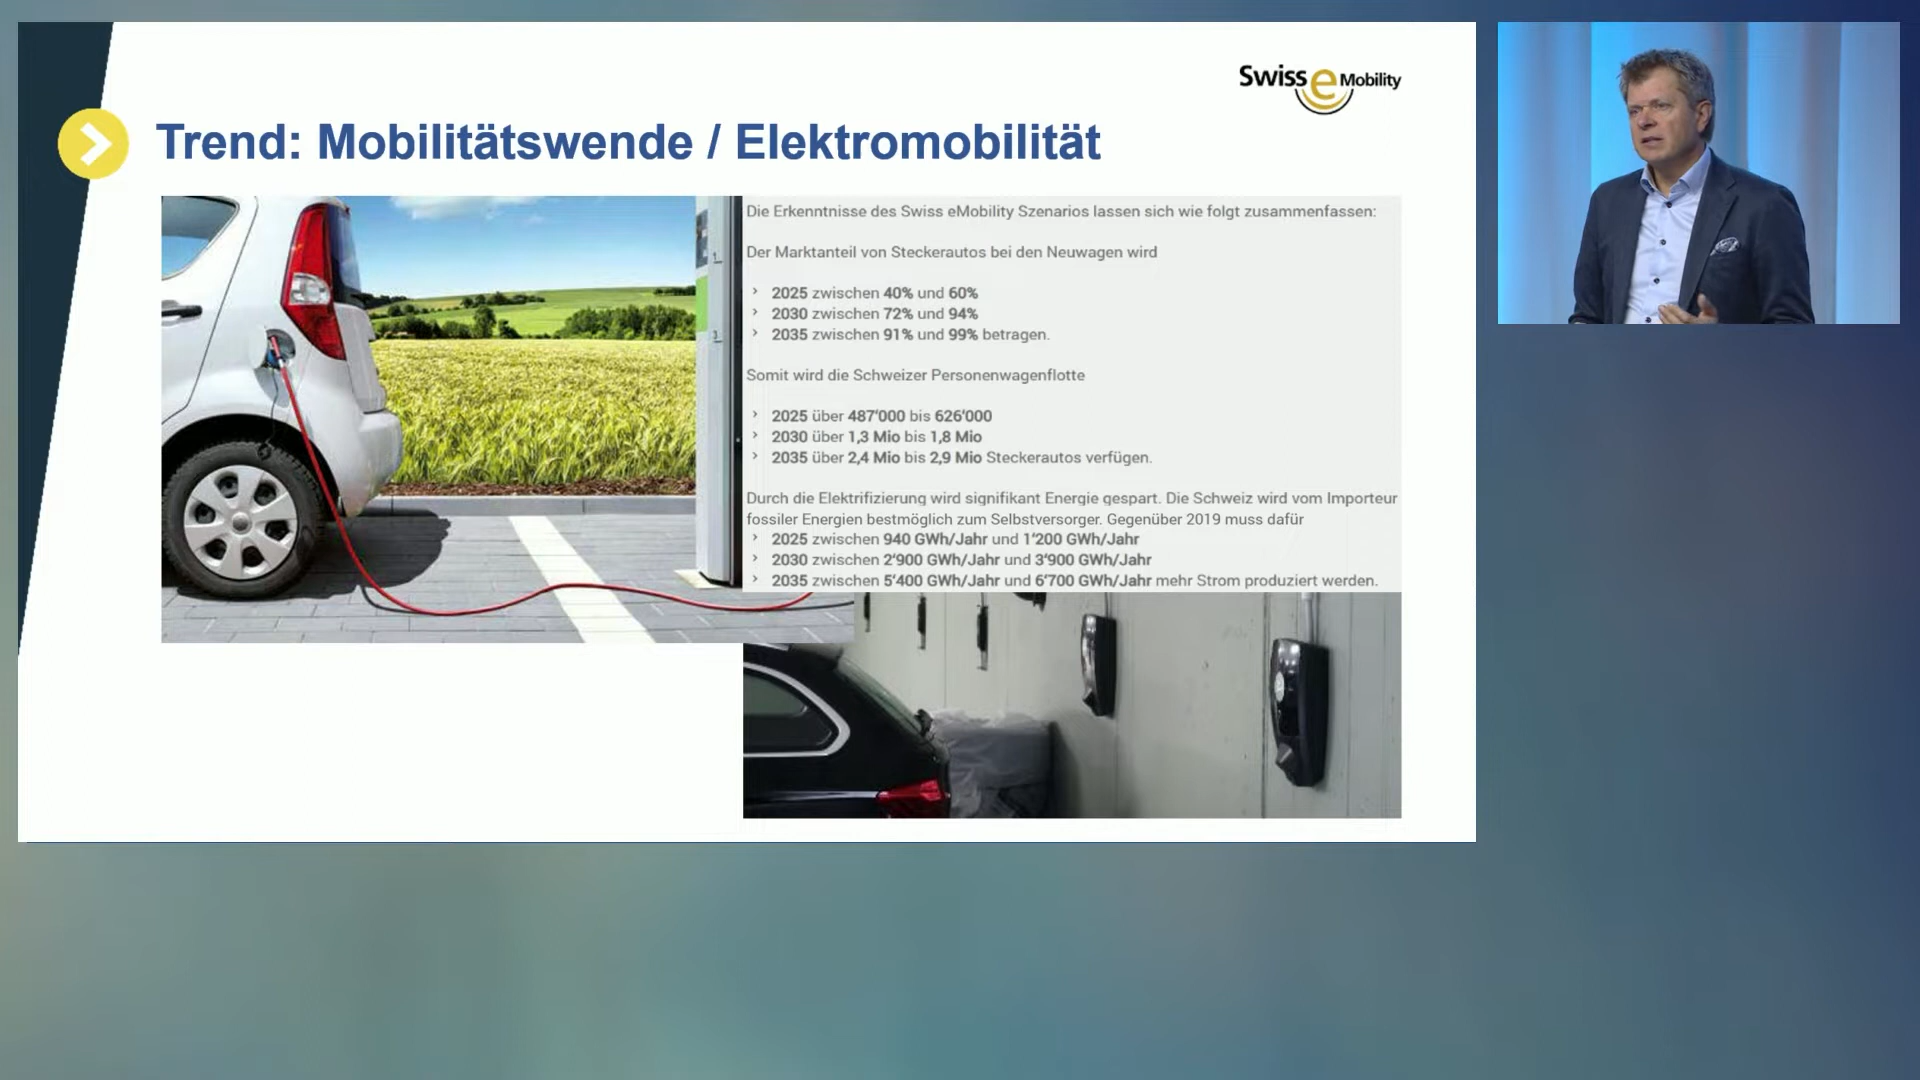 Swiss eMobility
Trend: Mobilitätswende / Elektromobilität
Die Erkenntnisse des Swiss eMobility Szenarios lassen sich wie folgt zusammenfassen:
Der Marktanteil von Steckerautos bei den Neuwagen wird
› 2025 zwischen 40% und 60%
› 2030 zwischen 72% und 94%
› 2035 zwischen 91% und 99% betragen.
Somit wird die Schweizer Personenwagenflotte
› 2025 über 487‘000 bis 626‘000
› 2030 über 1,3 Mio bis 1,8 Mio
› 2035 über 2,4 Mio bis 2,9 Mio Steckerautos verfügen.
Durch die Elektrifizierung wird signifikant Energie gespart. Die Schweiz wird vom Importeur
fossiler Energien bestmöglich zum Selbstversorger. Gegenüber 2019 muss dafür
› 2025 zwischen 940 GWh/Jahr und 1‘200 GWh/Jahr
› 2030 zwischen 2‘900 GWh/Jahr und 3‘900 GWh/Jahr
› 2035 zwischen 5‘400 GWh/Jahr und 6‘700 GWh/Jahr mehr Strom produziert werden.